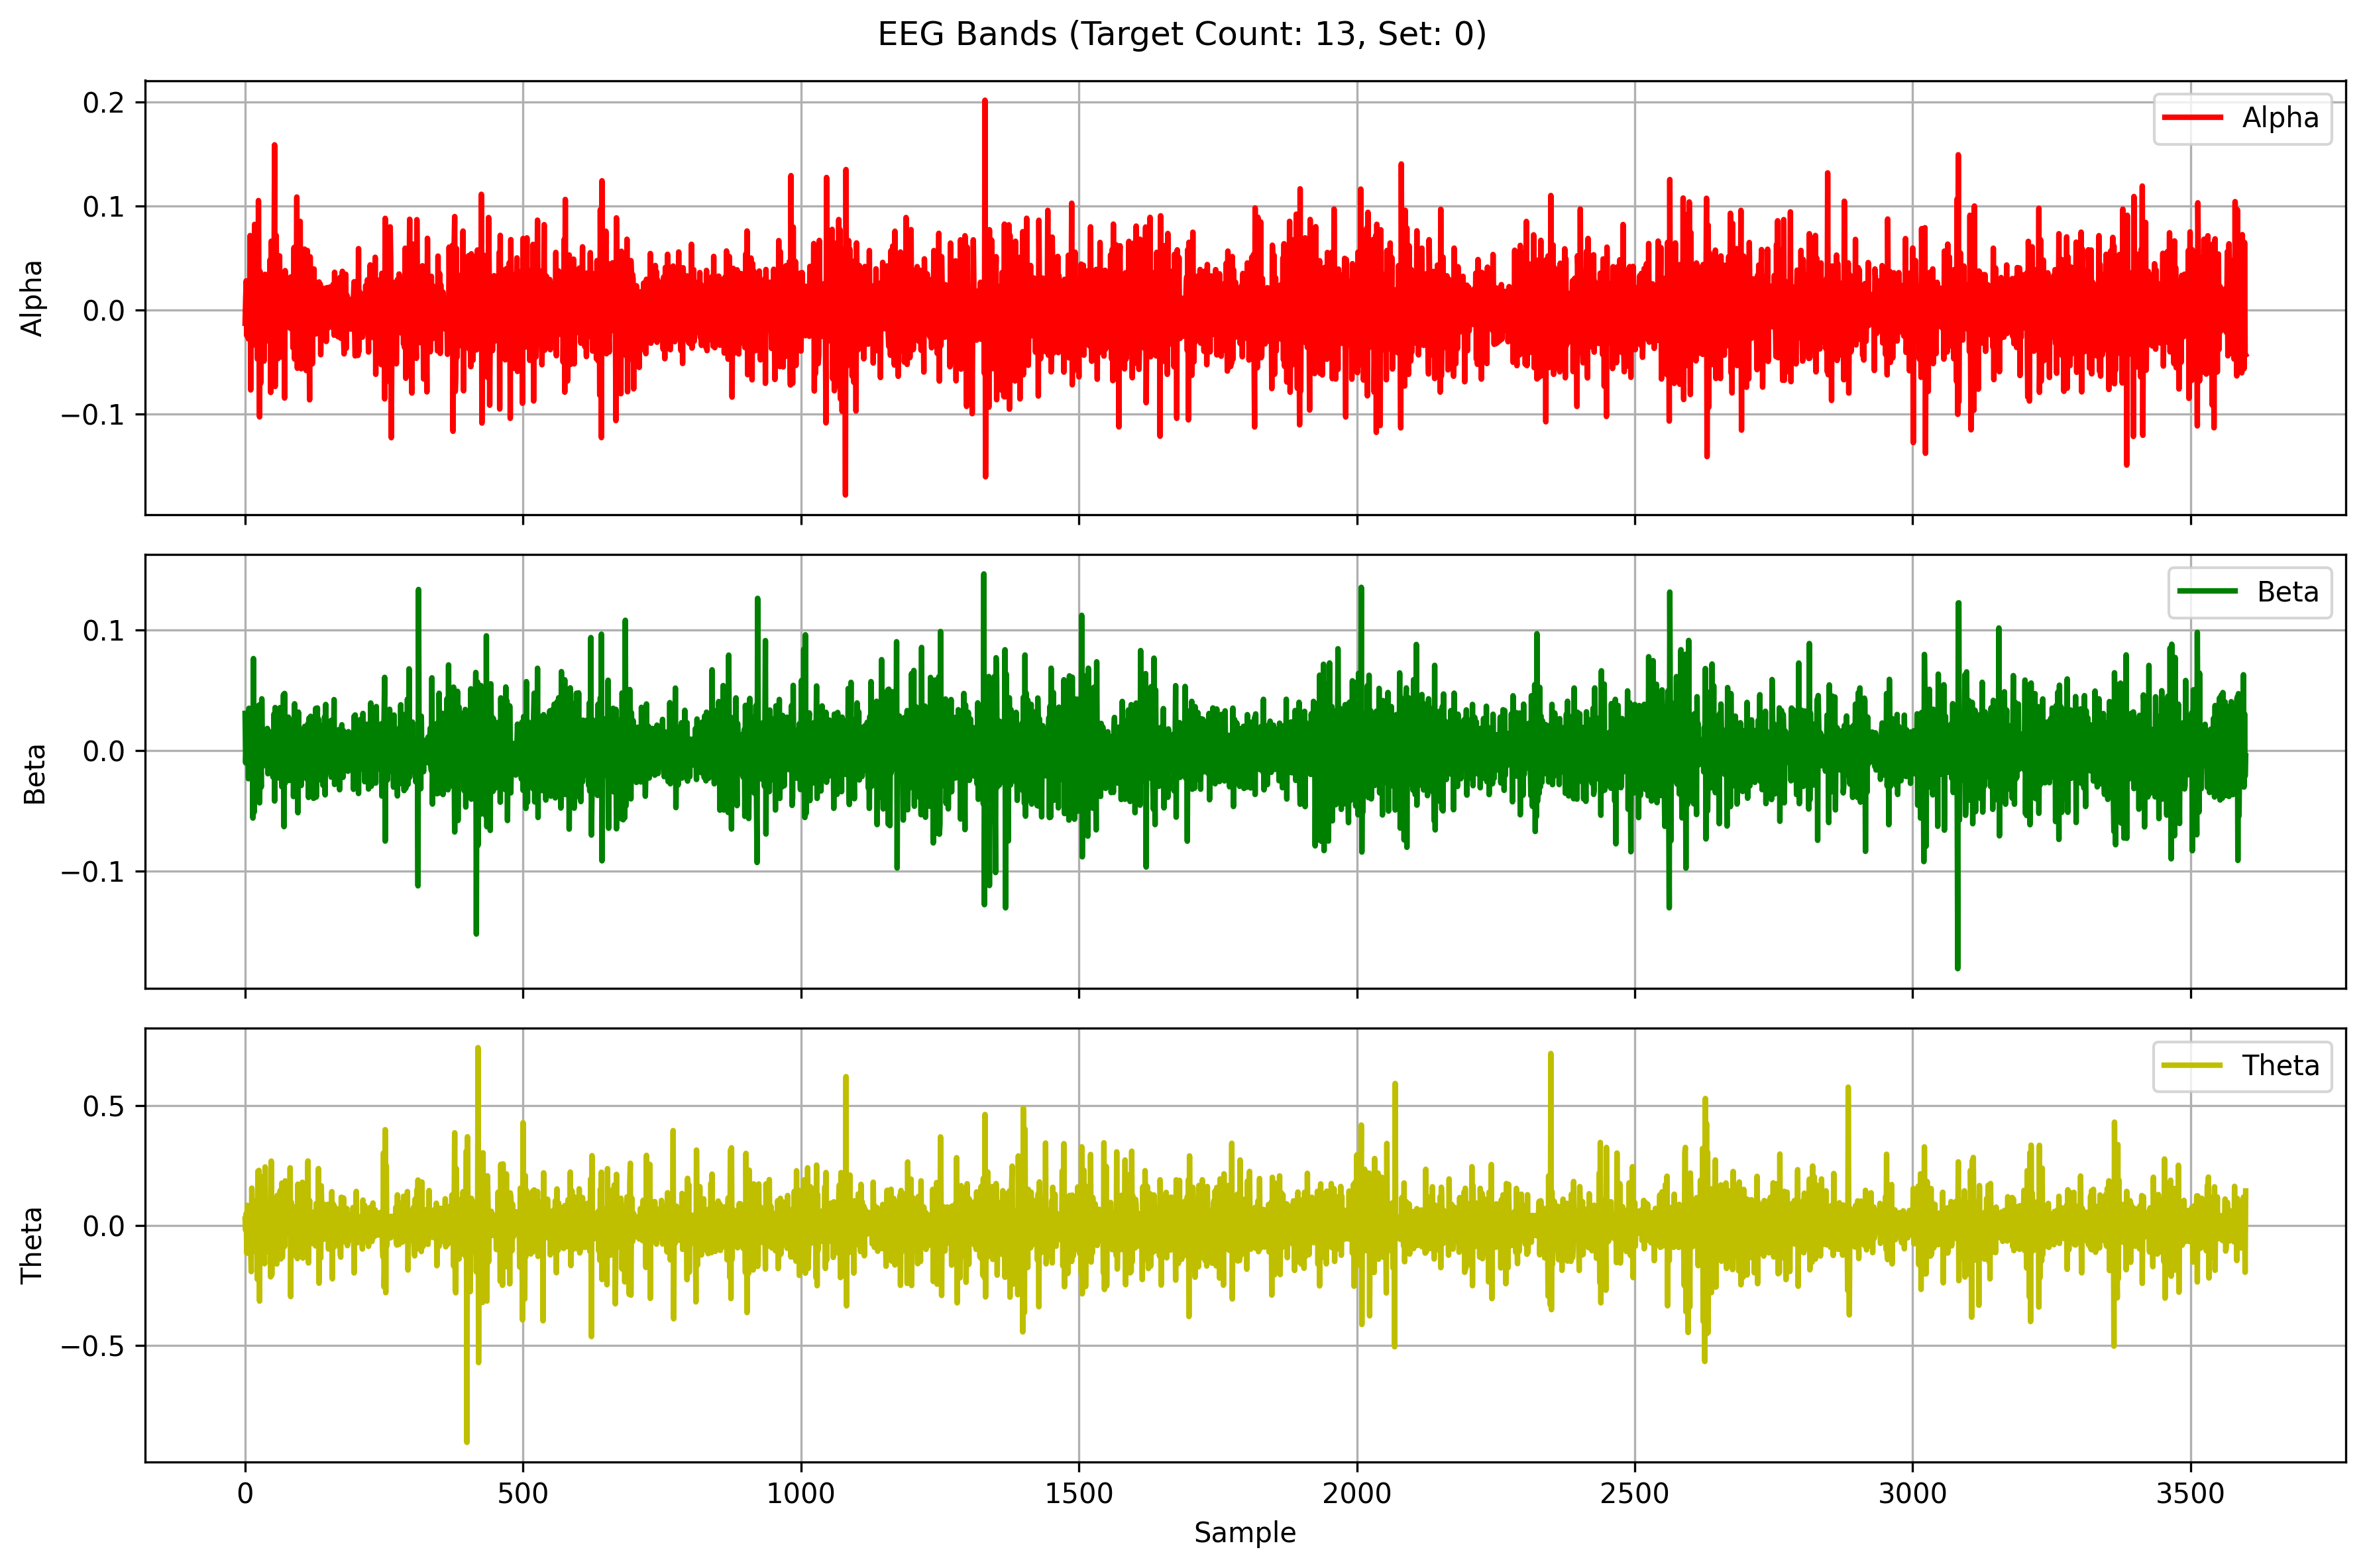 EEG Bands (Target Count: 13, Set: 0)
0.2
0.1
0.0
−0.1
Alpha
Alpha
0.1
0.0
−0.1
Beta
Beta
0.5
0.0
−0.5
Theta
Theta
0 500 1000 1500 2000 2500 3000 3500
Sample